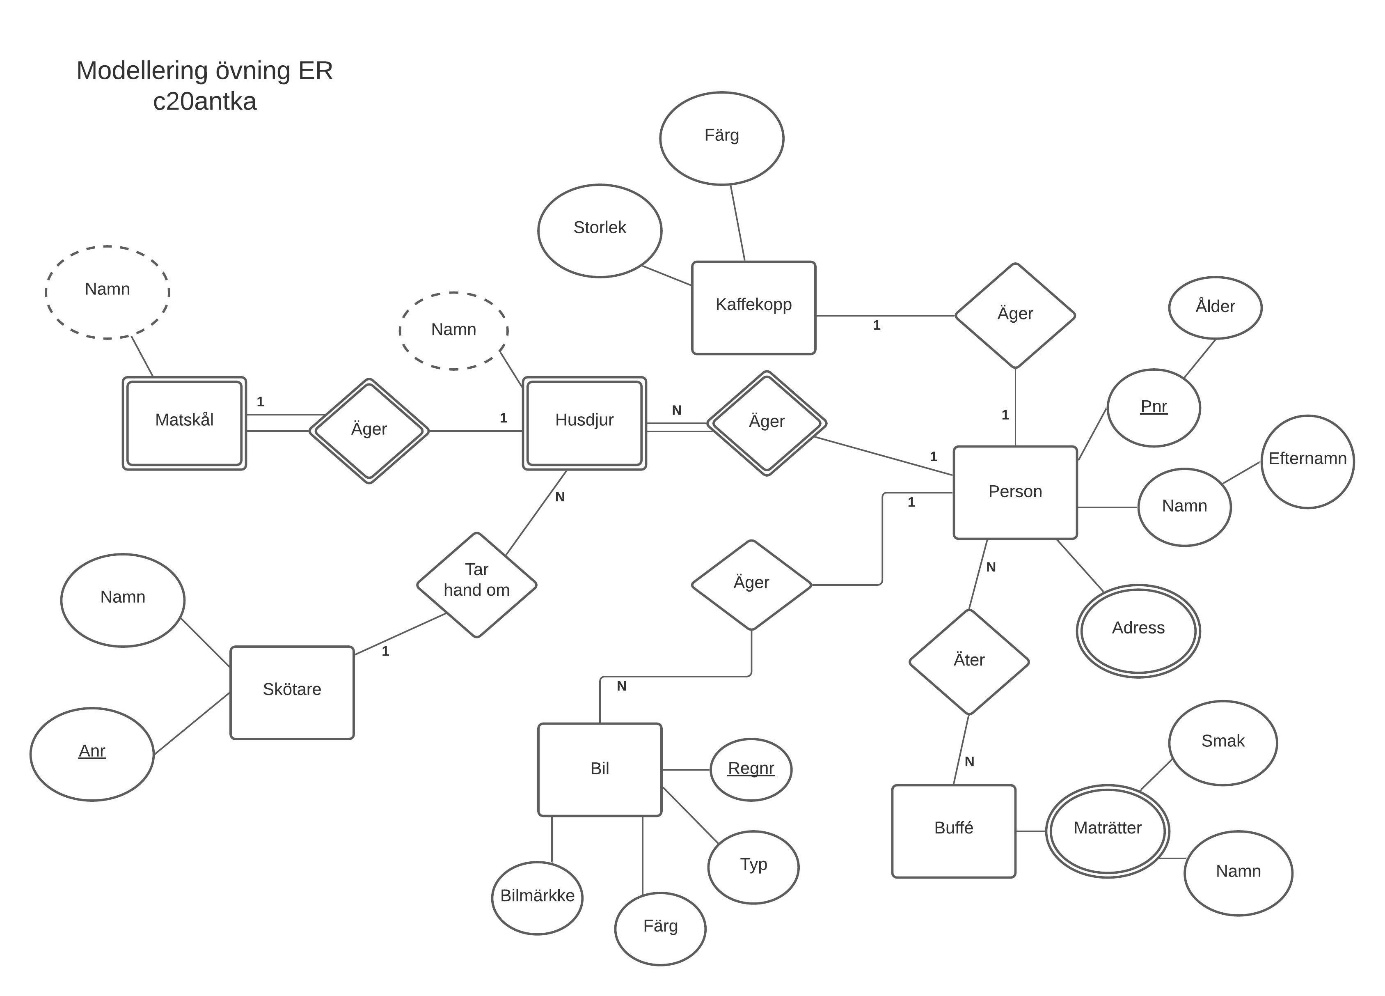 Modellering övning ER
c20antka
Färg
Storlek
Namn
Namn
Kaffekopp
1
Äger
Ålder
Matskål
1
Äger
1
Husdjur
N
Äger
1
1
Pnr
Efternamn
Person
Namn
1
N
Tar
hand om
Äger
N
Adress
Namn
1
Skötare
Äter
N
Anr
Bil
Regnr
N
Smak
Typ
Buffé
Maträtter
Namn
Bilmärkke
Färg